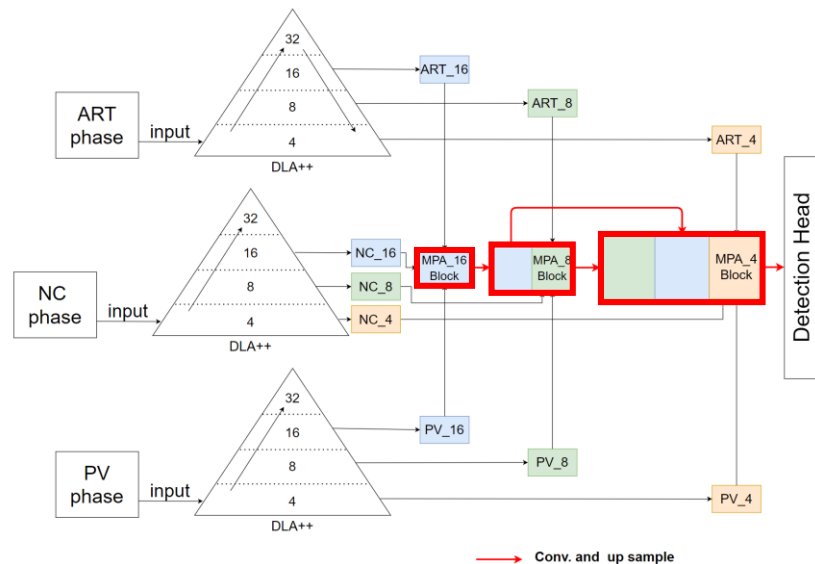 32
16
8
4
DLA++
ART
phase
input
ART_16
ART_8
ART_4
32
16
8
4
DLA++
NC
phase
input
NC_16
NC_8
NC_4
MPA_16
Block
MPA_8
Block
MPA_4
Block
Detection Head
32
16
8
4
DLA++
PV
phase
input
PV_16
PV_8
PV_4
Conv. and up sample